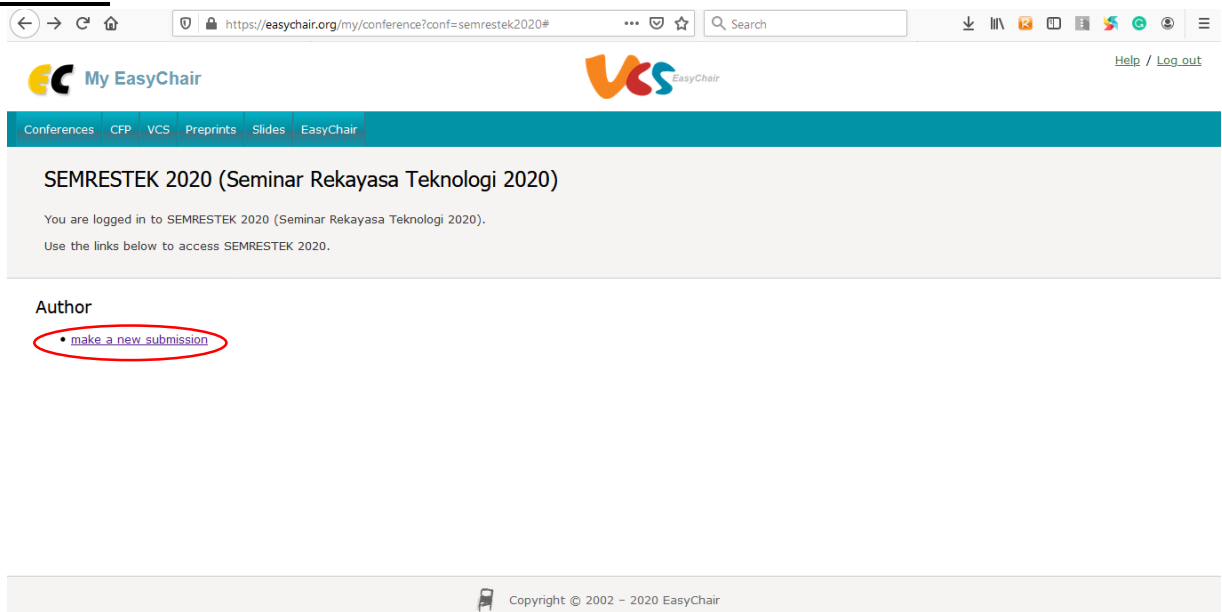 https://easychair.org/my/conference?conf=semrestek2020#
Search
EC My EasyChair
VCS EasyChair
Help / Log out
Conferences CFP VCS Preprints Slides EasyChair
SEMRESTEK 2020 (Seminar Rekayasa Teknologi 2020)
You are logged in to SEMRESTEK 2020 (Seminar Rekayasa Teknologi 2020).
Use the links below to access SEMRESTEK 2020.
Author
• make a new submission
Copyright © 2002 – 2020 EasyChair